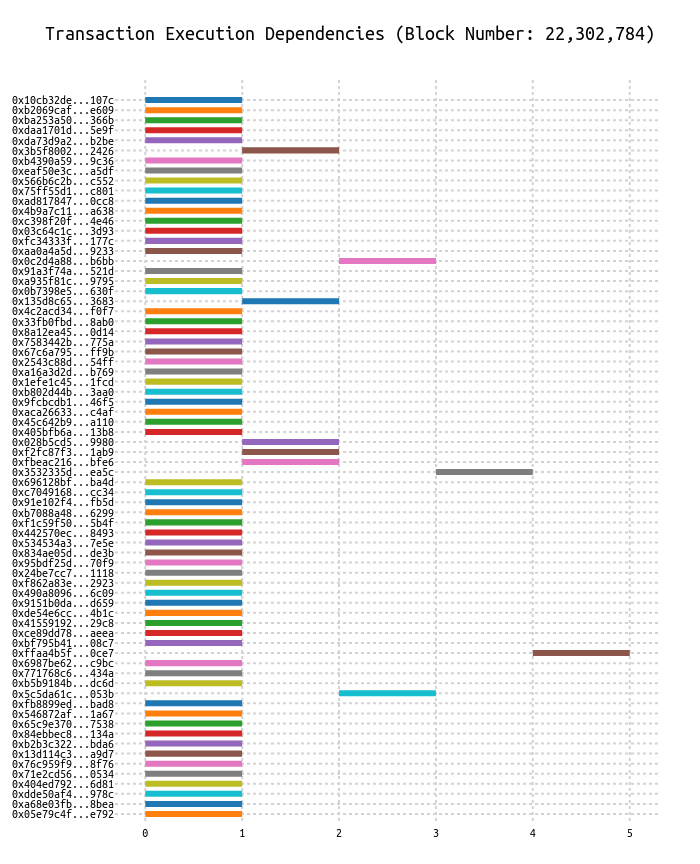 Transaction Execution Dependencies (Block Number: 22,302,784)
0x10cb32de...107c
0xb2069caf...e609
0xba253a50...366b
0xdaa1701d...5e9f
0xda73d9a2...b2be
0x3b5f8002...2426
0xb4390a59...9c36
0xeaf50e3c...a5df
0x566b6c2b...c552
0x75ff55d1...c801
0xad817847...0cc8
0x4b9a7c11...a638
0xc398f20f...4e46
0x03c64c1c...3d93
0xfc34333f...177c
0xaa0a4a5d...9233
0x0c2d4a88...b6bb
0x91a3f74a...521d
0xa935f81c...9795
0x0b7398e5...630f
0x135d8c65...3683
0x4c2acd34...f0f7
0x33fb0fbd...8ab0
0x8a12ea45...0d14
0x7583442b...775a
0x67c6a795...ff9b
0x2543c88d...54ff
0xa16a3d2d...b769
0x1efe1c45...1fcd
0xb802d44b...3aa0
0x9fcbcdb1...46f5
0xaca26633...c4af
0x45c642b9...a110
0x405bfb6a...13b8
0x028b5cd5...9980
0xf2fc87f3...1ab9
0xfbeac216...bfe6
0x3532335d...ea5c
0x696128bf...ba4d
0xc7049168...cc34
0x91e102f4...fb5d
0xb7088a48...6299
0xf1c59f50...5b4f
0x442570ec...8493
0x534534a3...7e5e
0x834ae05d...de3b
0x95bdf25d...70f9
0x24be7cc7...1118
0xf862a83e...2923
0x490a8096...6c09
0x9151b0da...d659
0xde54e6cc...4b1c
0x41559192...29c8
0xce89dd78...aeea
0xbf795b41...08c7
0xffaa4b5f...0ce7
0x6987be62...c9bc
0x771768c6...434a
0xb5b9184b...dc6d
0x5c5da61c...053b
0xfb8899ed...bad8
0x546872af...1a67
0x65c9e370...7538
0x84ebbec8...134a
0xb2b3c322...bda6
0x13d114c3...a9d7
0x76c959f9...8f76
0x71e2cd56...0534
0x404ed792...6d81
0xdde50af4...978c
0xa68e03fb...8bea
0x05e79c4f...e792
0 1 2 3 4 5